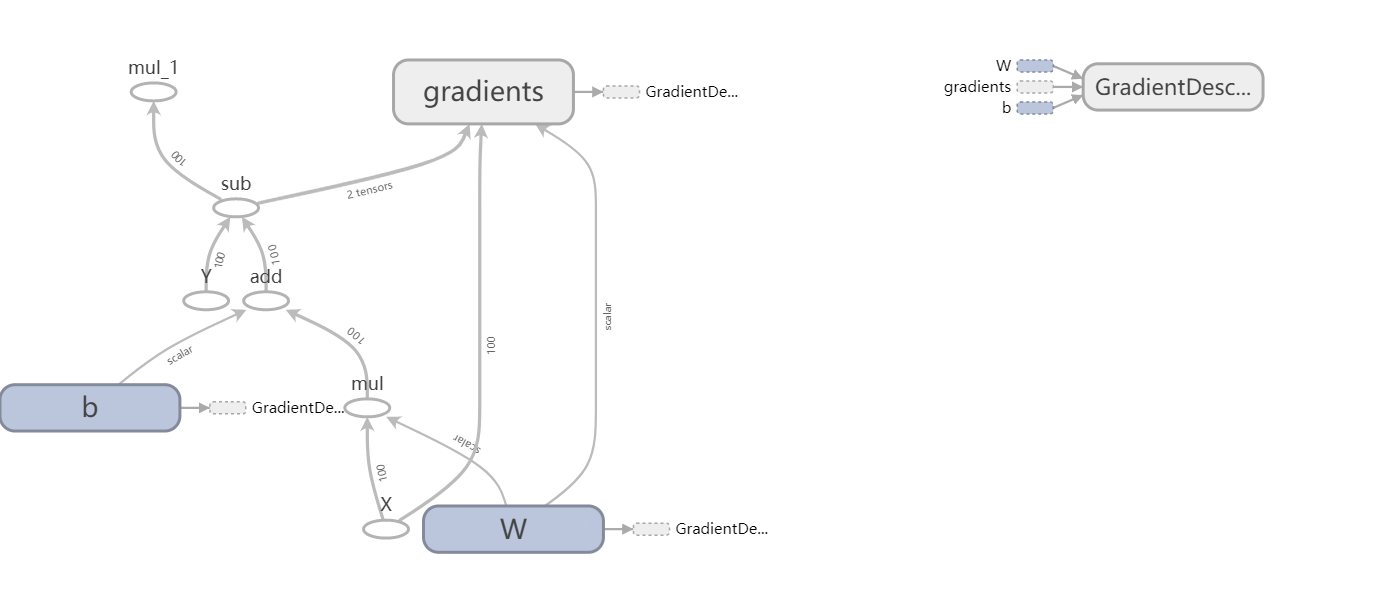 mul_1
gradients
GradientDe...
W
gradients
b
GradientDesc...
100
sub
2 tensors
Y
100
add
100
scalar
100
scalar
100
b
GradientDe...
mul
scalar
100
X
W
GradientDe...